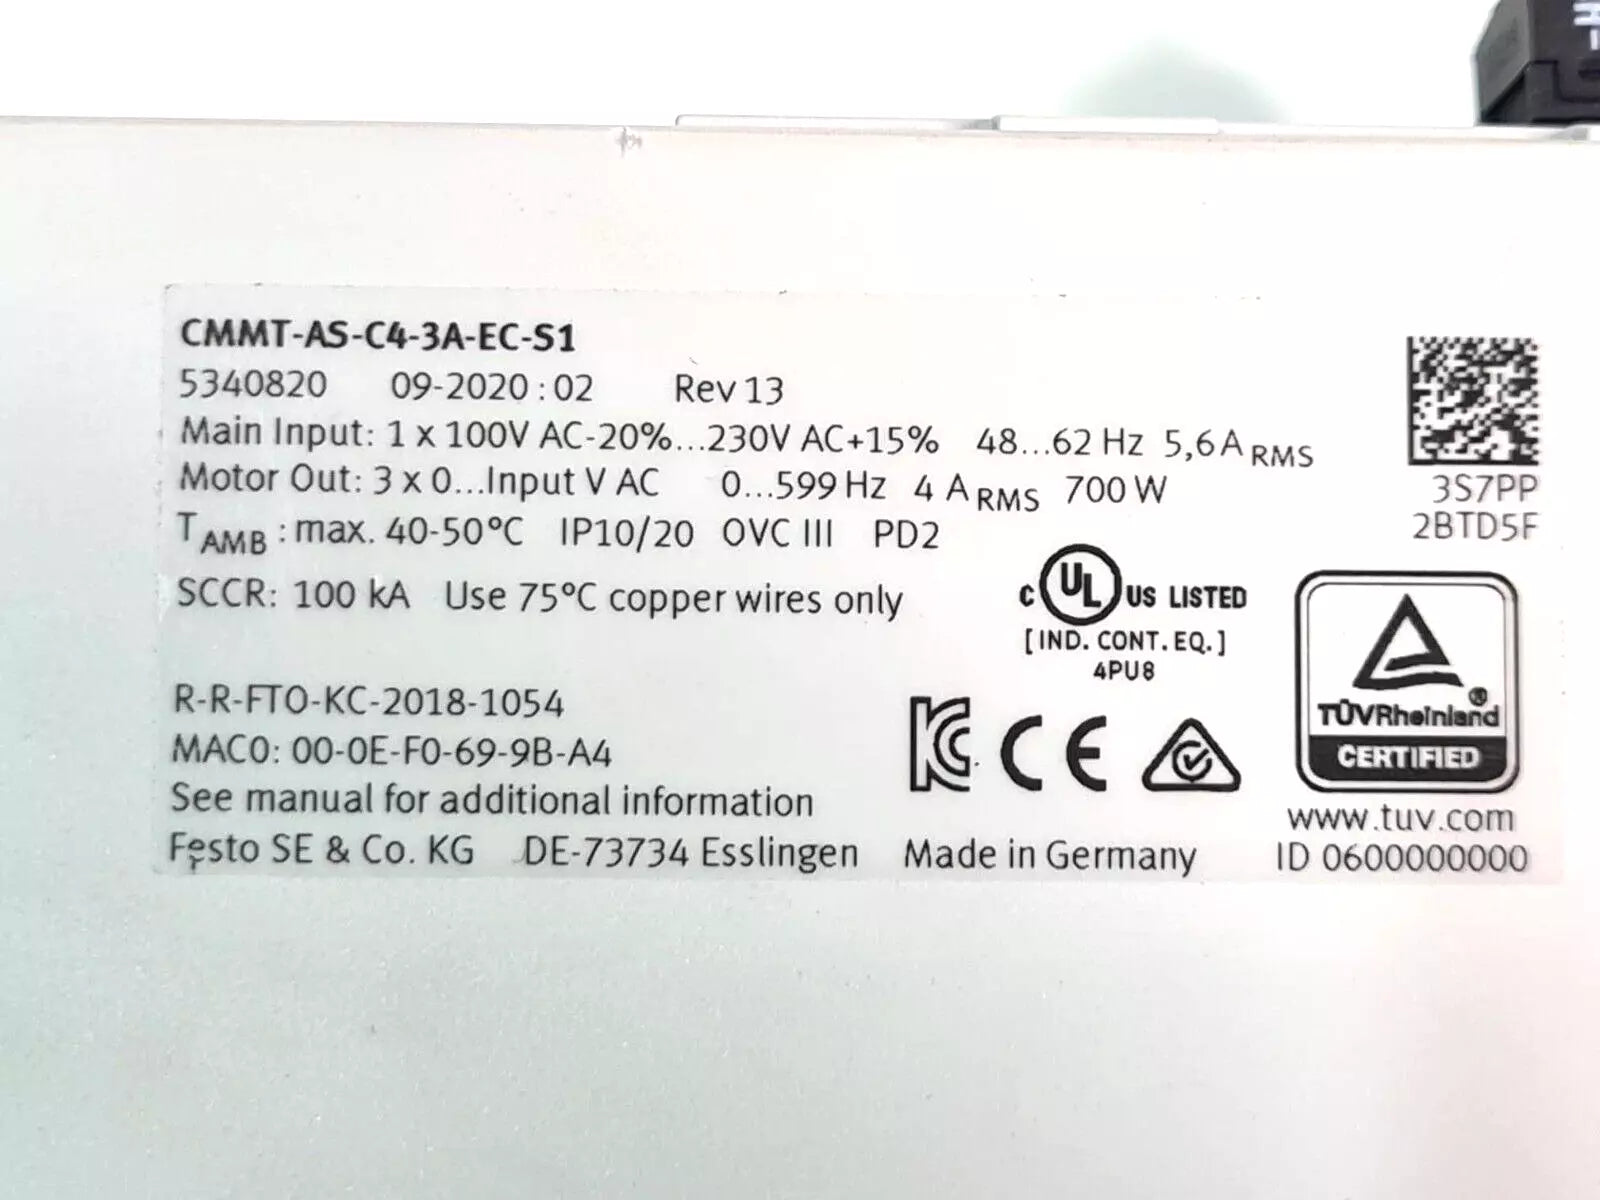 CMMT-AS-C4-3A-EC-S1
5340820 09-2020 : 02 Rev 13
Main Input: 1 x 100V AC-20%...230V AC+15% 48...62 Hz 5,6 A RMS
Motor Out: 3 x 0...Input V AC 0...599 Hz 4 A RMS 700 W
T AMB : max. 40-50°C IP10/20 OVC III PD2
SCCR: 100 kA Use 75°C copper wires only
3S7PP
2BTD5F
C UL US LISTED
[IND. CONT. EQ.]
4PU8
R-R-FTO-KC-2018-1054
MAC0: 00-0E-F0-69-9B-A4
See manual for additional information
Festo SE & Co. KG DE-73734 Esslingen Made in Germany
KC CE
TÜVRheinland®
CERTIFIED
www.tuv.com
ID 0600000000